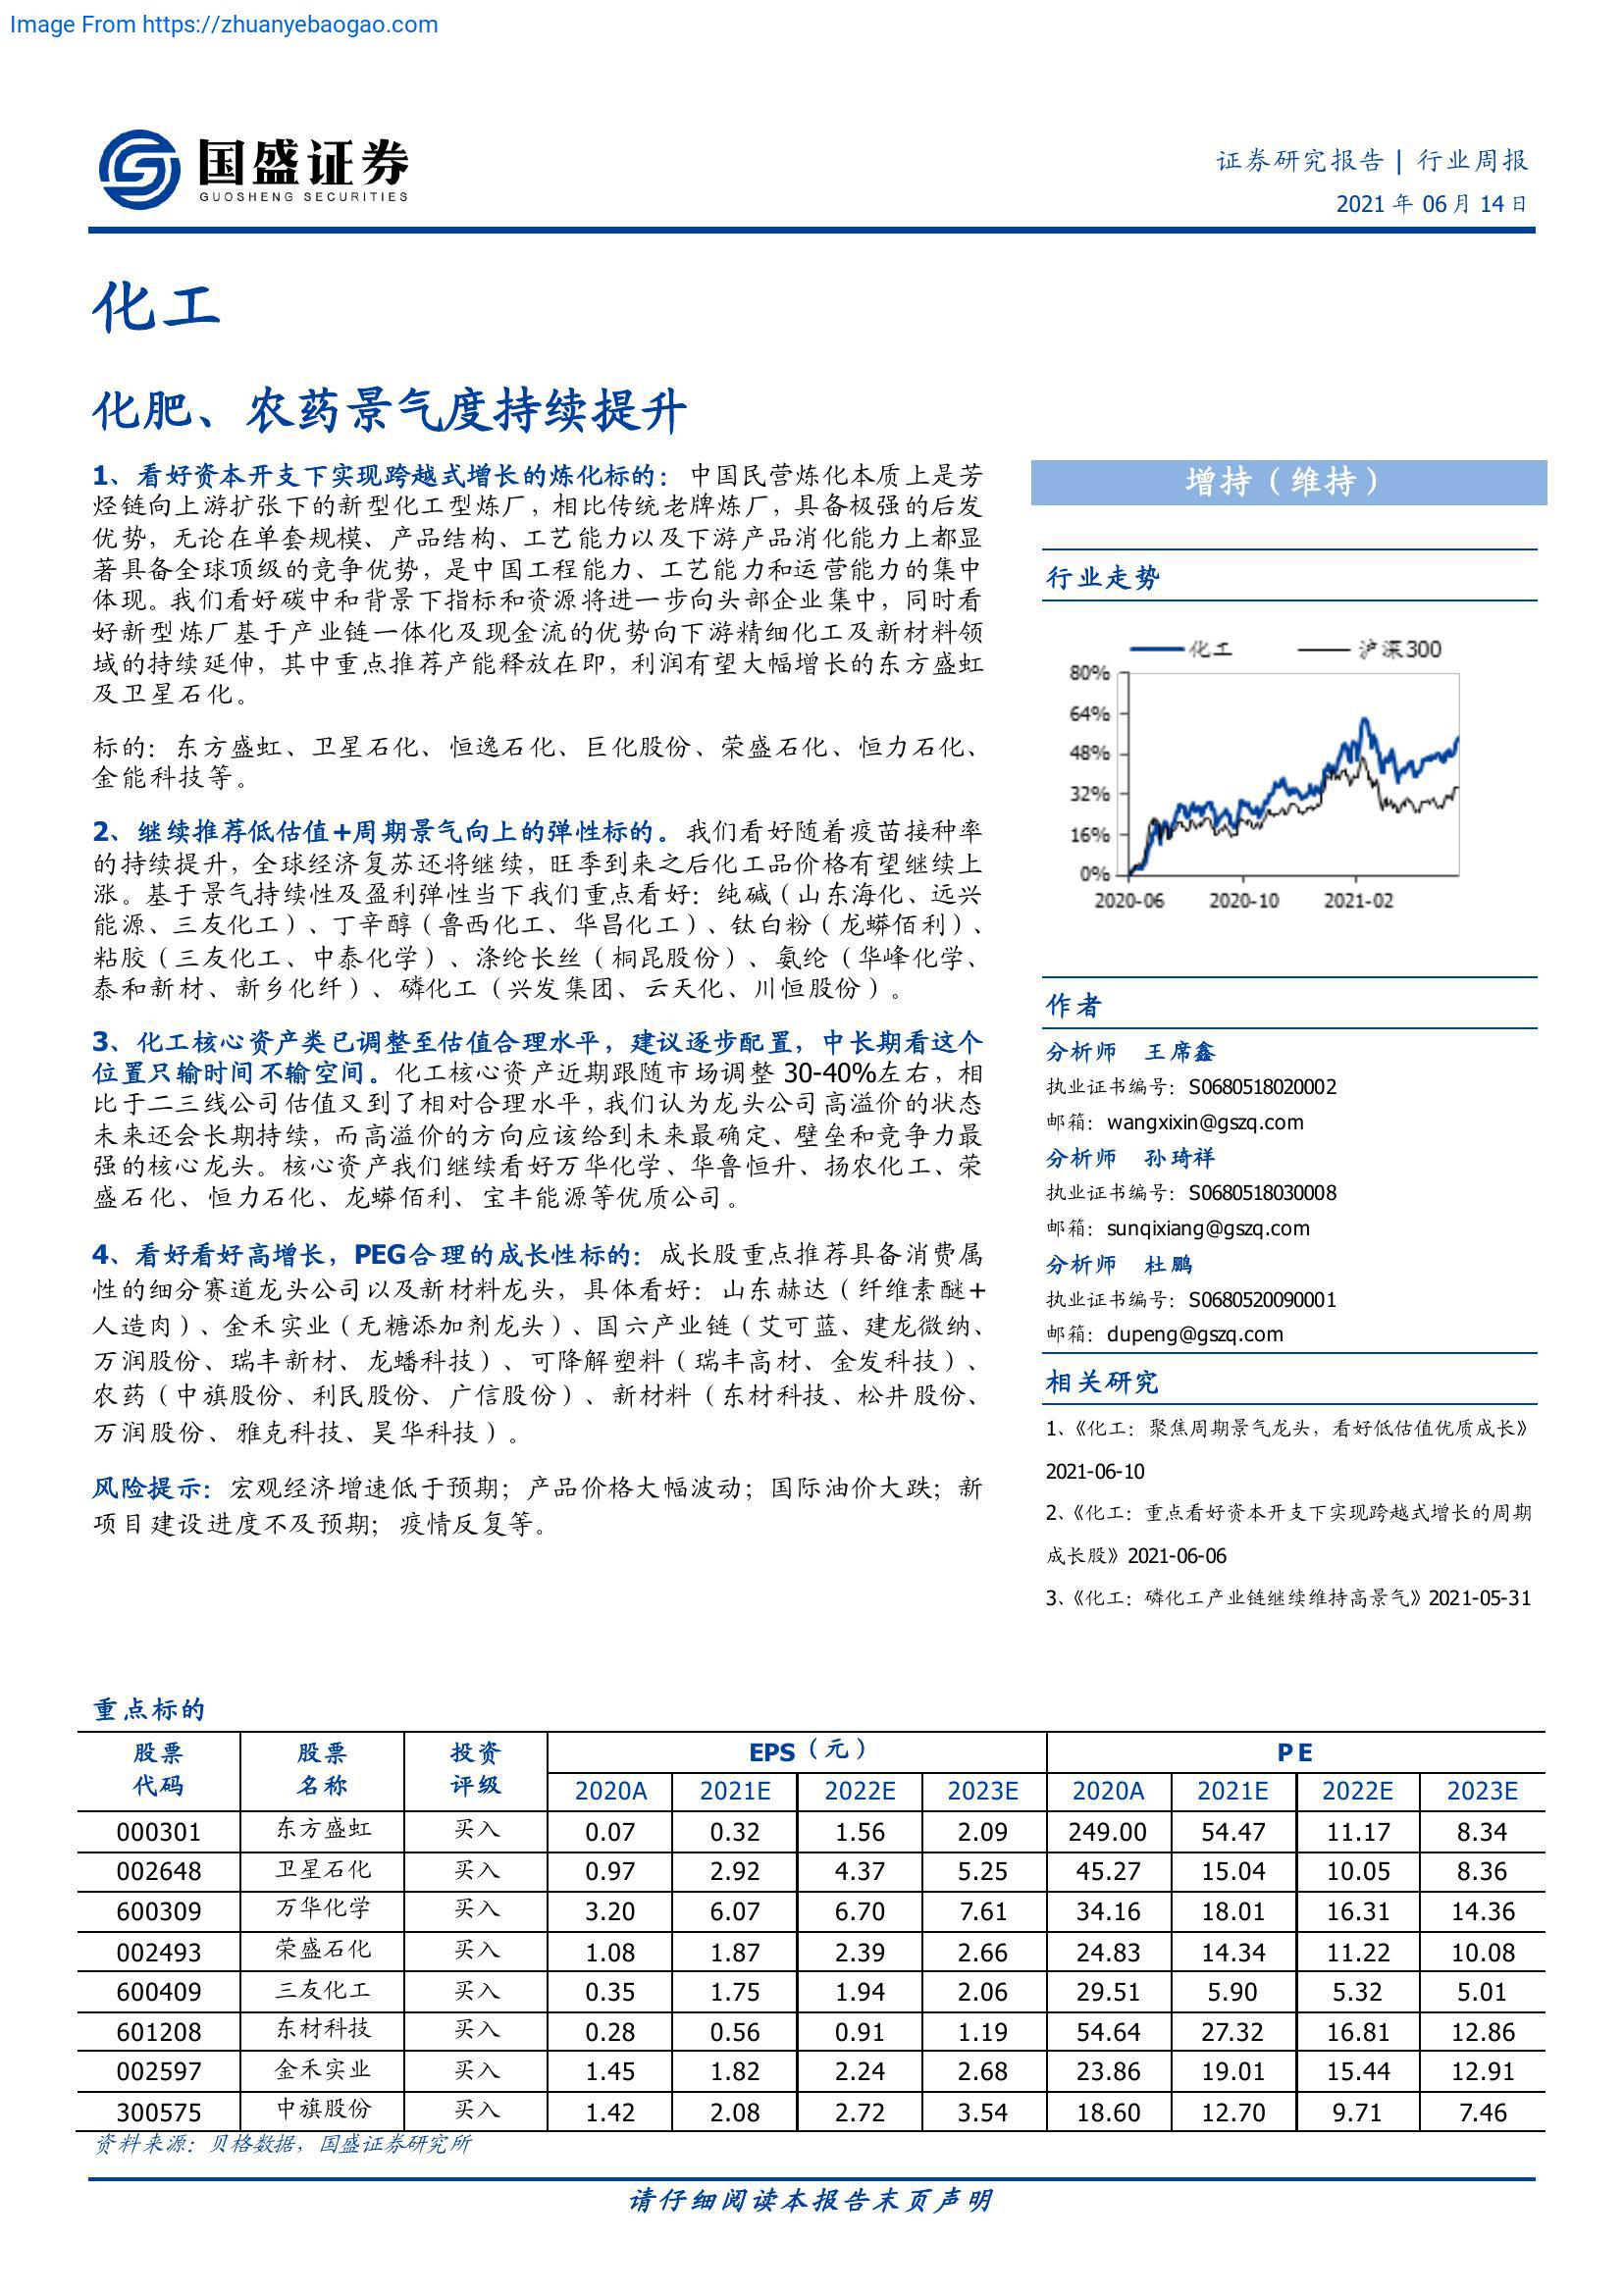 Image From https://zhuanyebaogao.com
国盛证券
GUOSHENG SECURITIES
证券研究报告 | 行业周报
2021 年 06 月 14 日
化工
化肥、农药景气度持续提升
1、看好资本开支下实现跨越式增长的炼化标的：中国民营炼化本质上是芳
烃链向上游扩张下的新型化工型炼厂，相比传统老牌炼厂，具备极强的后发
优势，无论在单套规模、产品结构、工艺能力以及下游产品消化能力上都显
著具备全球顶级的竞争优势，是中国工程能力、工艺能力和运营能力的集中
体现。我们看好碳中和背景下指标和资源将进一步向头部企业集中，同时看
好新型炼厂基于产业链一体化及现金流的优势向下游精细化工及新材料领
域的持续延伸，其中重点推荐产能释放在即，利润有望大幅增长的东方盛虹
及卫星石化。
标的：东方盛虹、卫星石化、恒逸石化、巨化股份、荣盛石化、恒力石化、
金能科技等。
2、继续推荐低估值+周期景气向上的弹性标的。我们看好随着疫苗接种率
的持续提升，全球经济复苏还将继续，旺季到来之后化工品价格有望继续上
涨。基于景气持续性及盈利弹性当下我们重点看好：纯碱（山东海化、远兴
能源、三友化工）、丁辛醇（鲁西化工、华昌化工）、钛白粉（龙蟒佰利）、
粘胶（三友化工、中泰化学）、涤纶长丝（桐昆股份）、氨纶（华峰化学、
泰和新材、新乡化纤）、磷化工（兴发集团、云天化、川恒股份）。
3、化工核心资产类已调整至估值合理水平，建议逐步配置，中长期看这个
位置只输时间不输空间。化工核心资产近期跟随市场调整 30-40%左右，相
比于二三线公司估值又到了相对合理水平，我们认为龙头公司高溢价的状态
未来还会长期持续，而高溢价的方向应该给到未来最确定、壁垒和竞争力最
强的核心龙头。核心资产我们继续看好万华化学、华鲁恒升、扬农化工、荣
盛石化、恒力石化、龙蟒佰利、宝丰能源等优质公司。
4、看好看好高增长，PEG合理的成长性标的：成长股重点推荐具备消费属
性的细分赛道龙头公司以及新材料龙头，具体看好：山东赫达（纤维素醚+
人造肉）、金禾实业（无糖添加剂龙头）、国六产业链（艾可蓝、建龙微纳、
万润股份、瑞丰新材、龙蟠科技）、可降解塑料（瑞丰高材、金发科技）、
农药（中旗股份、利民股份、广信股份）、新材料（东材科技、松井股份、
万润股份、雅克科技、昊华科技）。
风险提示：宏观经济增速低于预期；产品价格大幅波动；国际油价大跌；新
项目建设进度不及预期；疫情反复等。
增持（维持）
行业走势
化工 沪深300
80%
64%
48%
32%
16%
0%
2020-06 2020-10 2021-02
作者
分析师 王席鑫
执业证书编号：S0680518020002
邮箱：wangxixin@gszq.com
分析师 孙琦祥
执业证书编号：S0680518030008
邮箱：sunqixiang@gszq.com
分析师 杜鹏
执业证书编号：S0680520090001
邮箱：dupeng@gszq.com
相关研究
1、《化工：聚焦周期景气龙头，看好低估值优质成长》
2021-06-10
2、《化工：重点看好资本开支下实现跨越式增长的周期
成长股》2021-06-06
3、《化工：磷化工产业链继续维持高景气》2021-05-31
重点标的
股票 股票 投资 EPS（元） PE
代码 名称 评级 2020A 2021E 2022E 2023E 2020A 2021E 2022E 2023E
000301 东方盛虹 买入 0.07 0.32 1.56 2.09 249.00 54.47 11.17 8.34
002648 卫星石化 买入 0.97 2.92 4.37 5.25 45.27 15.04 10.05 8.36
600309 万华化学 买入 3.20 6.07 6.70 7.61 34.16 18.01 16.31 14.36
002493 荣盛石化 买入 1.08 1.87 2.39 2.66 24.83 14.34 11.22 10.08
600409 三友化工 买入 0.35 1.75 1.94 2.06 29.51 5.90 5.32 5.01
601208 东材科技 买入 0.28 0.56 0.91 1.19 54.64 27.32 16.81 12.86
002597 金禾实业 买入 1.45 1.82 2.24 2.68 23.86 19.01 15.44 12.91
300575 中旗股份 买入 1.42 2.08 2.72 3.54 18.60 12.70 9.71 7.46
资料来源：贝格数据，国盛证券研究所
请仔细阅读本报告末页声明